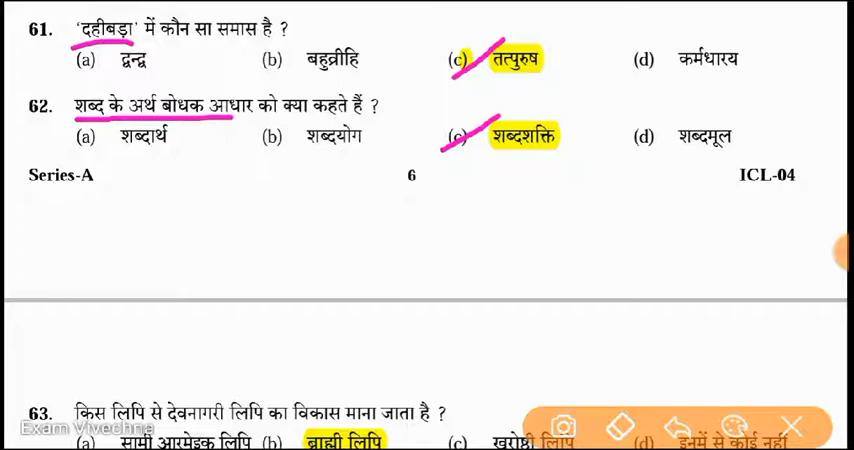 61. 'दहीबड़ा' में कौन सा समास है ?
(a) द्वन्द्व (b) बहुव्रीहि (c) तत्पुरुष (d) कर्मधारय
62. शब्द के अर्थ बोधक आधार को क्या कहते हैं ?
(a) शब्दार्थ (b) शब्दयोग (c) शब्दशक्ति (d) शब्दमूल
Series-A 6 ICL-04
63. किस लिपि से देवनागरी लिपि का विकास माना जाता है ?
Exam Vivechna
(a) सामी आरमेइक लिपि (b) ब्राह्मी लिपि (c) खरोष्ठी लिपि (d) इनमें से कोई नहीं